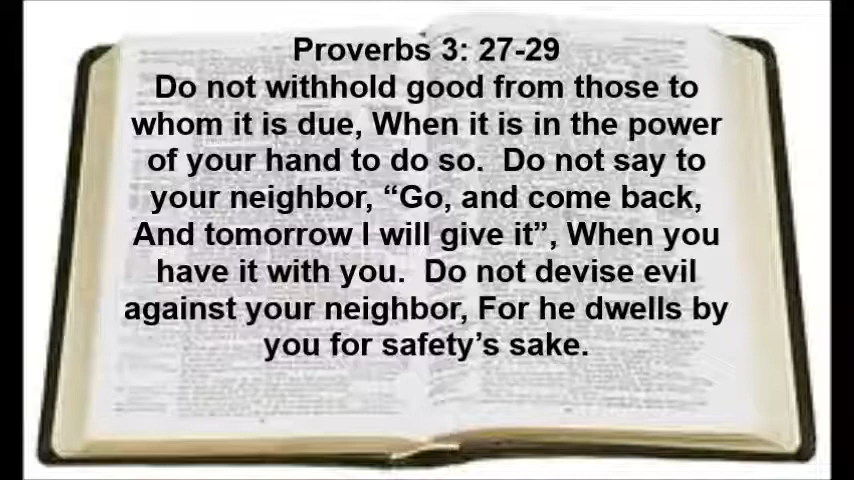 Proverbs 3: 27-29
Do not withhold good from those to
whom it is due, When it is in the power
of your hand to do so.  Do not say to
your neighbor, “Go, and come back,
And tomorrow I will give it”, When you
have it with you.  Do not devise evil
against your neighbor, For he dwells by
you for safety’s sake.